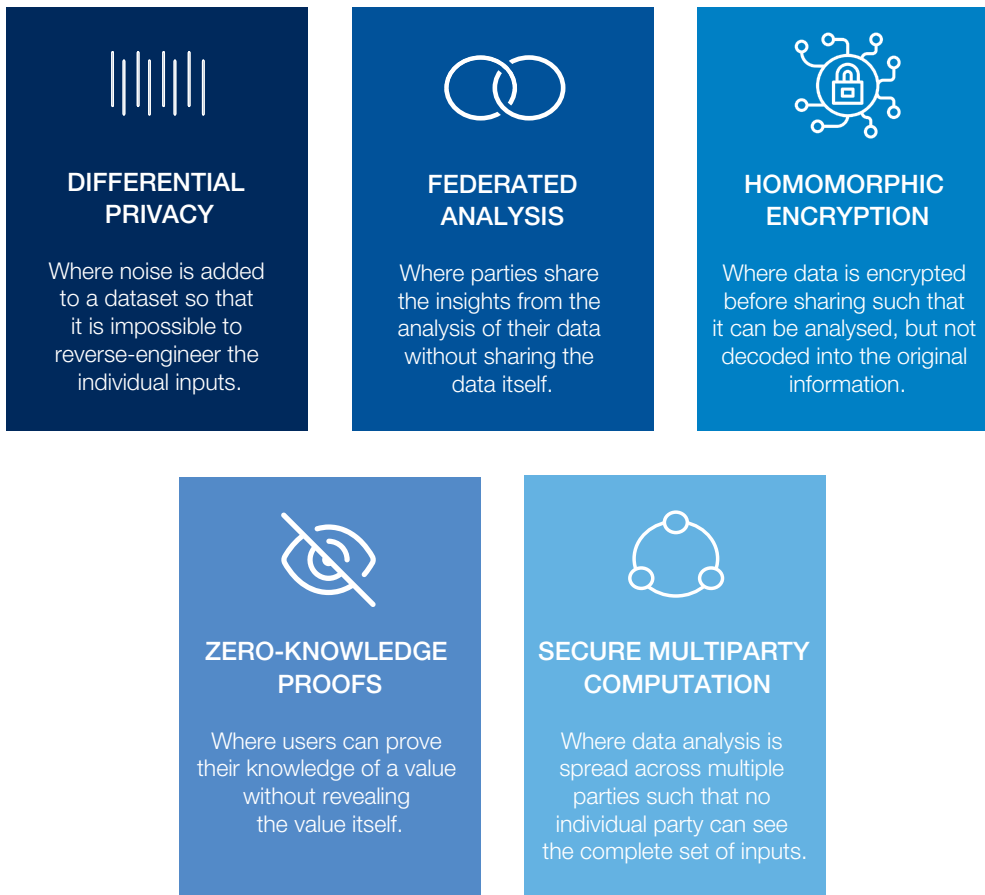 DIFFERENTIAL
PRIVACY
Where noise is added
to a dataset so that
it is impossible to
reverse-engineer the
individual inputs.
FEDERATED
ANALYSIS
Where parties share
the insights from the
analysis of their data
without sharing the
data itself.
HOMOMORPHIC
ENCRYPTION
Where data is encrypted
before sharing such that
it can be analysed, but not
decoded into the original
information.
ZERO-KNOWLEDGE
PROOFS
Where users can prove
their knowledge of a value
without revealing
the value itself.
SECURE MULTIPARTY
COMPUTATION
Where data analysis is
spread across multiple
parties such that no
individual party can see
the complete set of inputs.